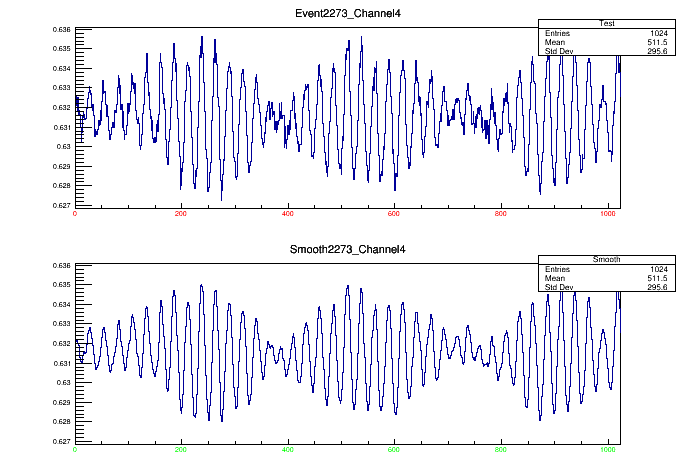 Event2273_Channel4
Test
Entries 1024
Mean 511.5
Std Dev 295.6
0.636
0.635
0.634
0.633
0.632
0.631
0.63
0.629
0.628
0.627
0 200 400 600 800 1000
Smooth2273_Channel4
Smooth
Entries 1024
Mean 511.5
Std Dev 295.6
0.636
0.635
0.634
0.633
0.632
0.631
0.63
0.629
0.628
0.627
0 200 400 600 800 1000